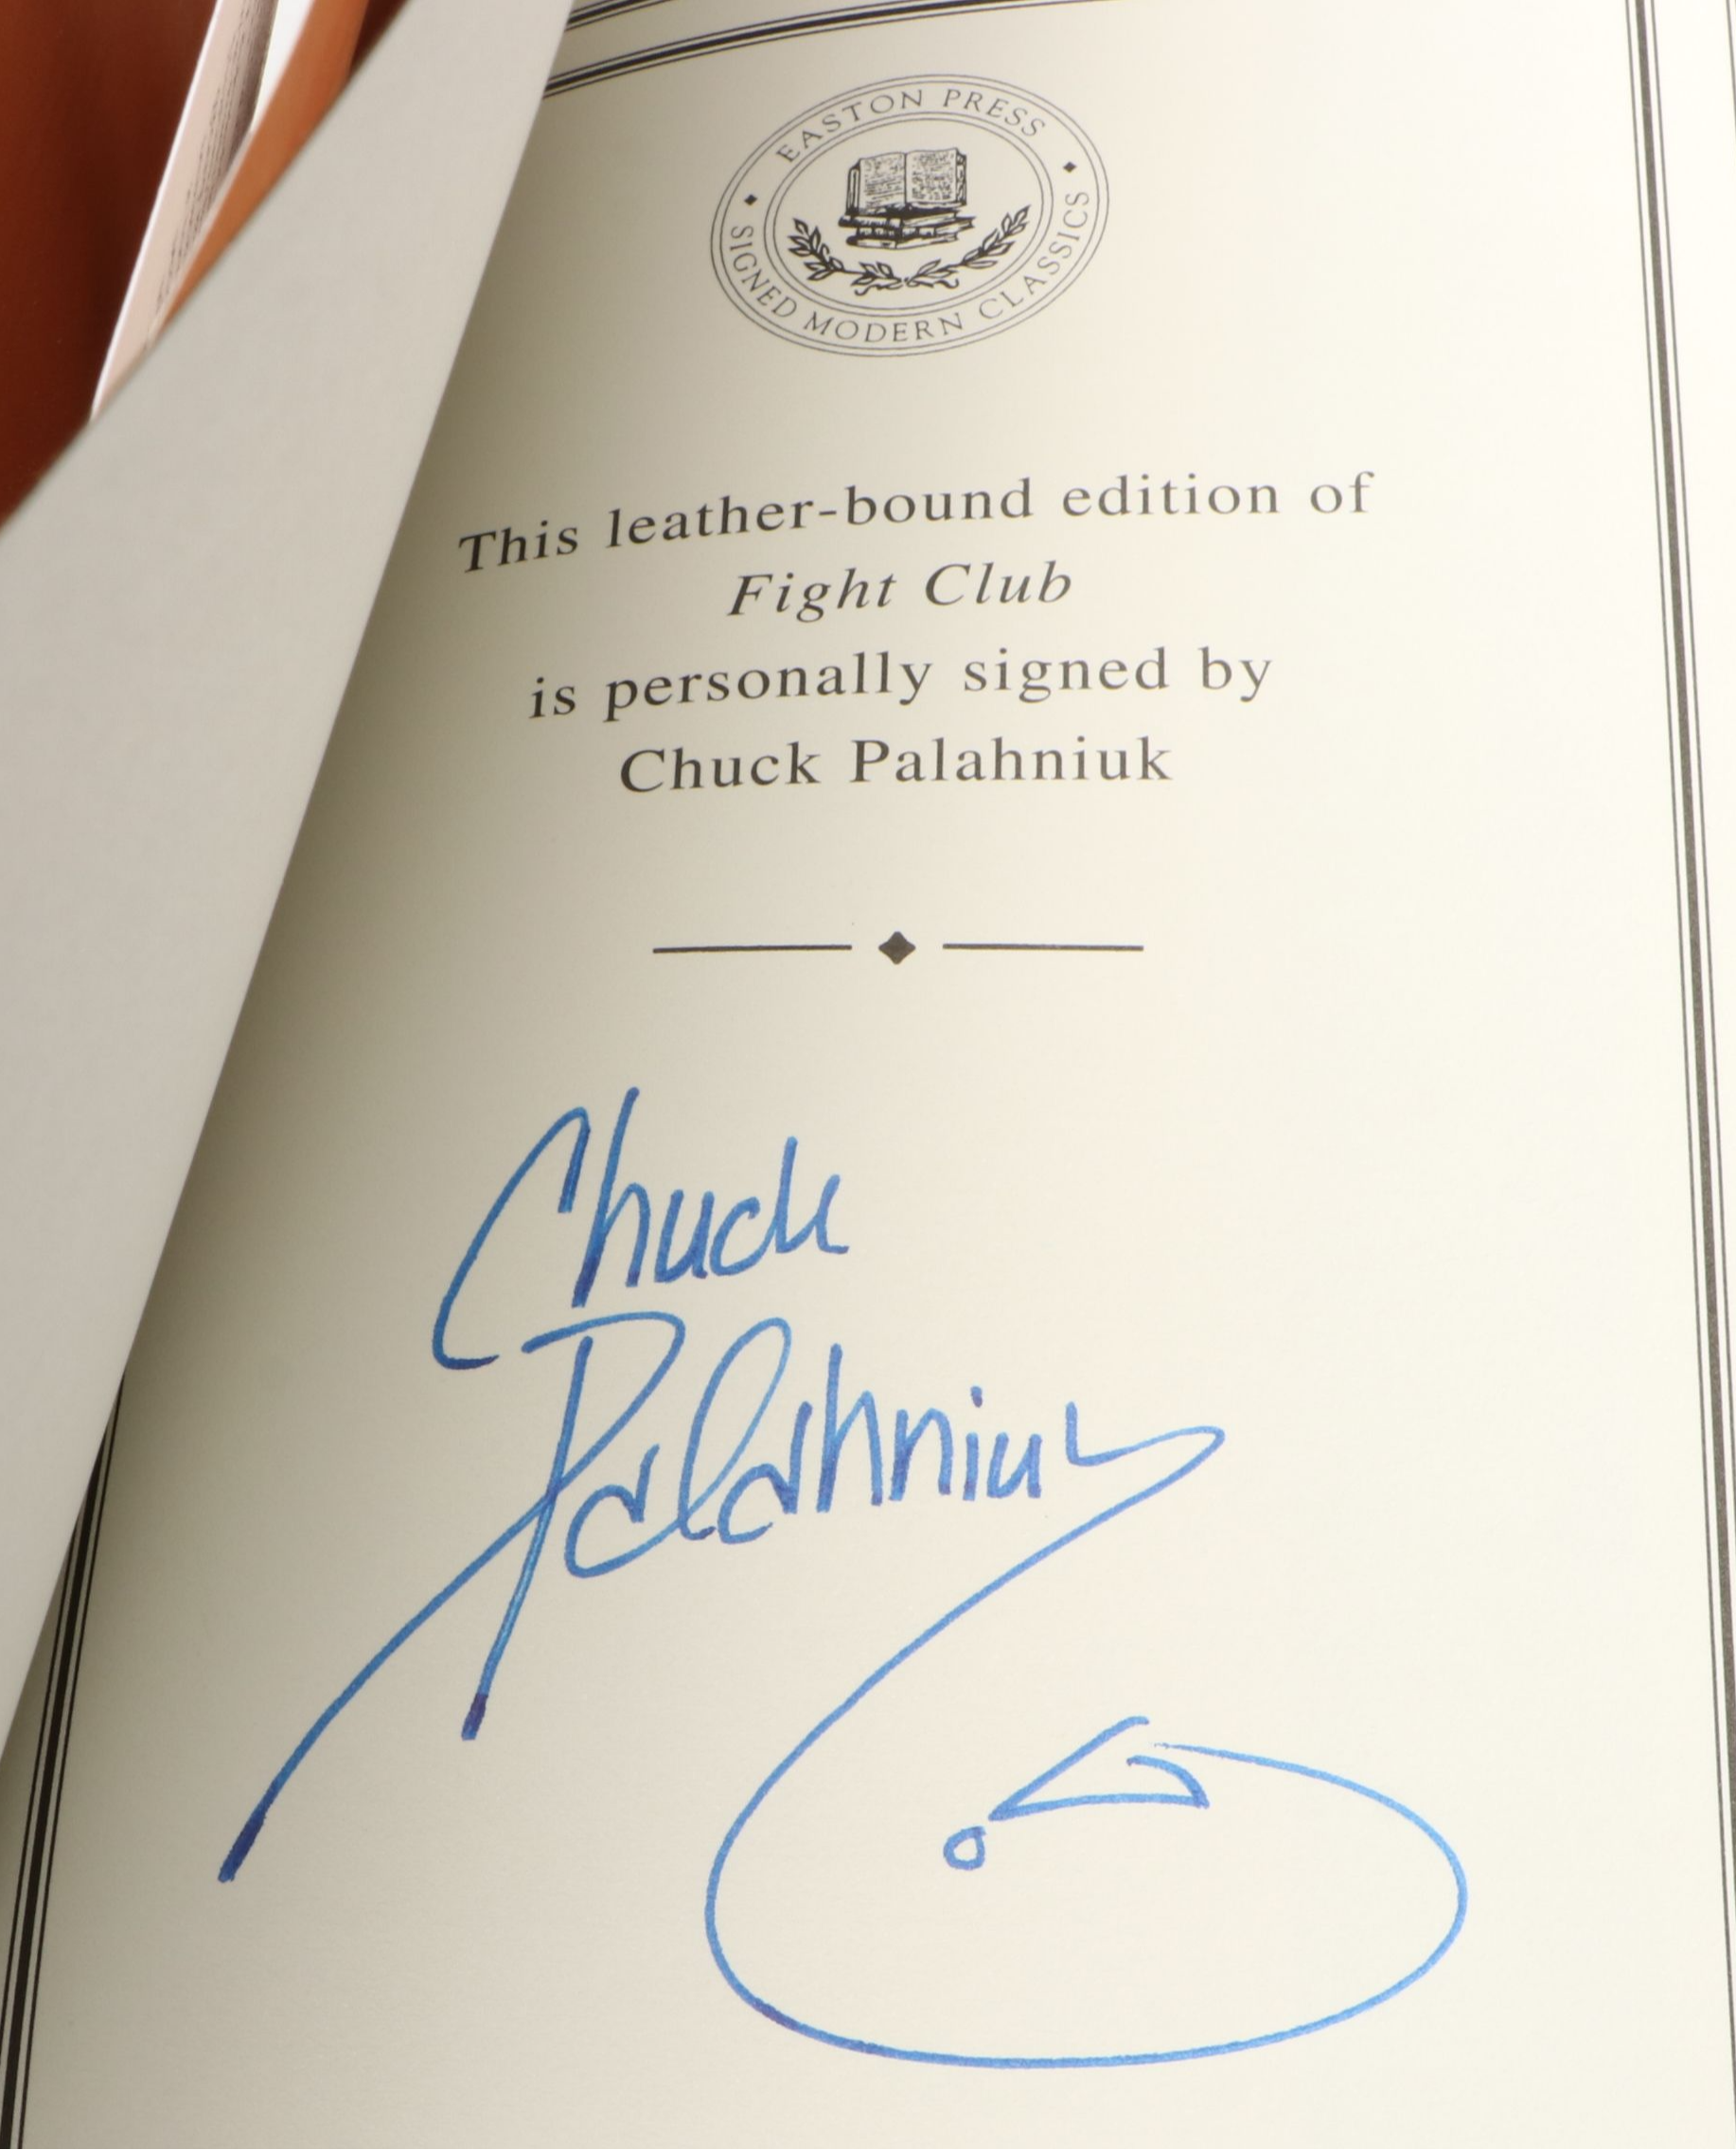 EASTON PRESS
SIGNED MODERN CLASSICS
This leather-bound edition of
Fight Club
is personally signed by
Chuck Palahniuk
Chuck
Palahniuk